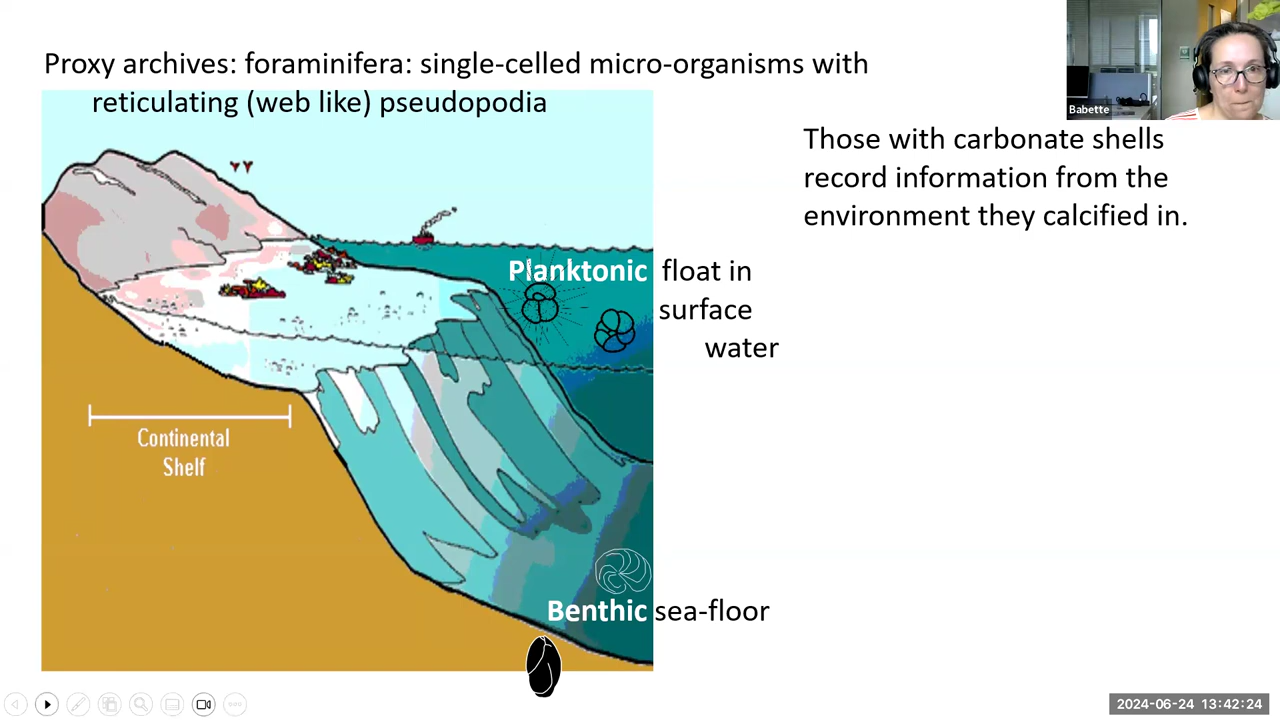 Proxy archives: foraminifera: single-celled micro-organisms with
reticulating (web like) pseudopodia
Babette
Those with carbonate shells
record information from the
environment they calcified in.
Planktonic float in
surface
water
Continental
Shelf
Benthic sea-floor
2024-06-24 13:42:24